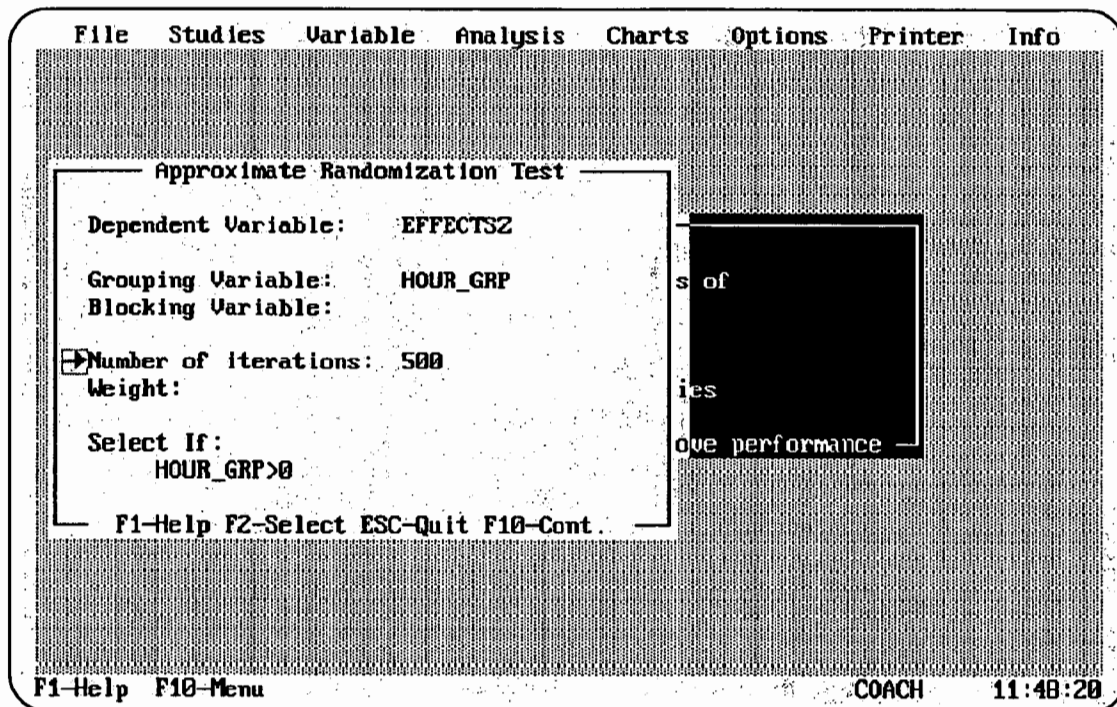 File Studies Variable Analysis Charts Options Printer Info
Approximate Randomization Test
Dependent Variable: EFFECTSZ
Grouping Variable: HOUR_GRP
s of
Blocking Variable:
Number of iterations: 500
Weight:
ies
Select If:
ove performance
HOUR_GRP>0
F1-Help F2-Select ESC-Quit F10-Cont.
F1-Help F10-Menu COACH 11:48:20